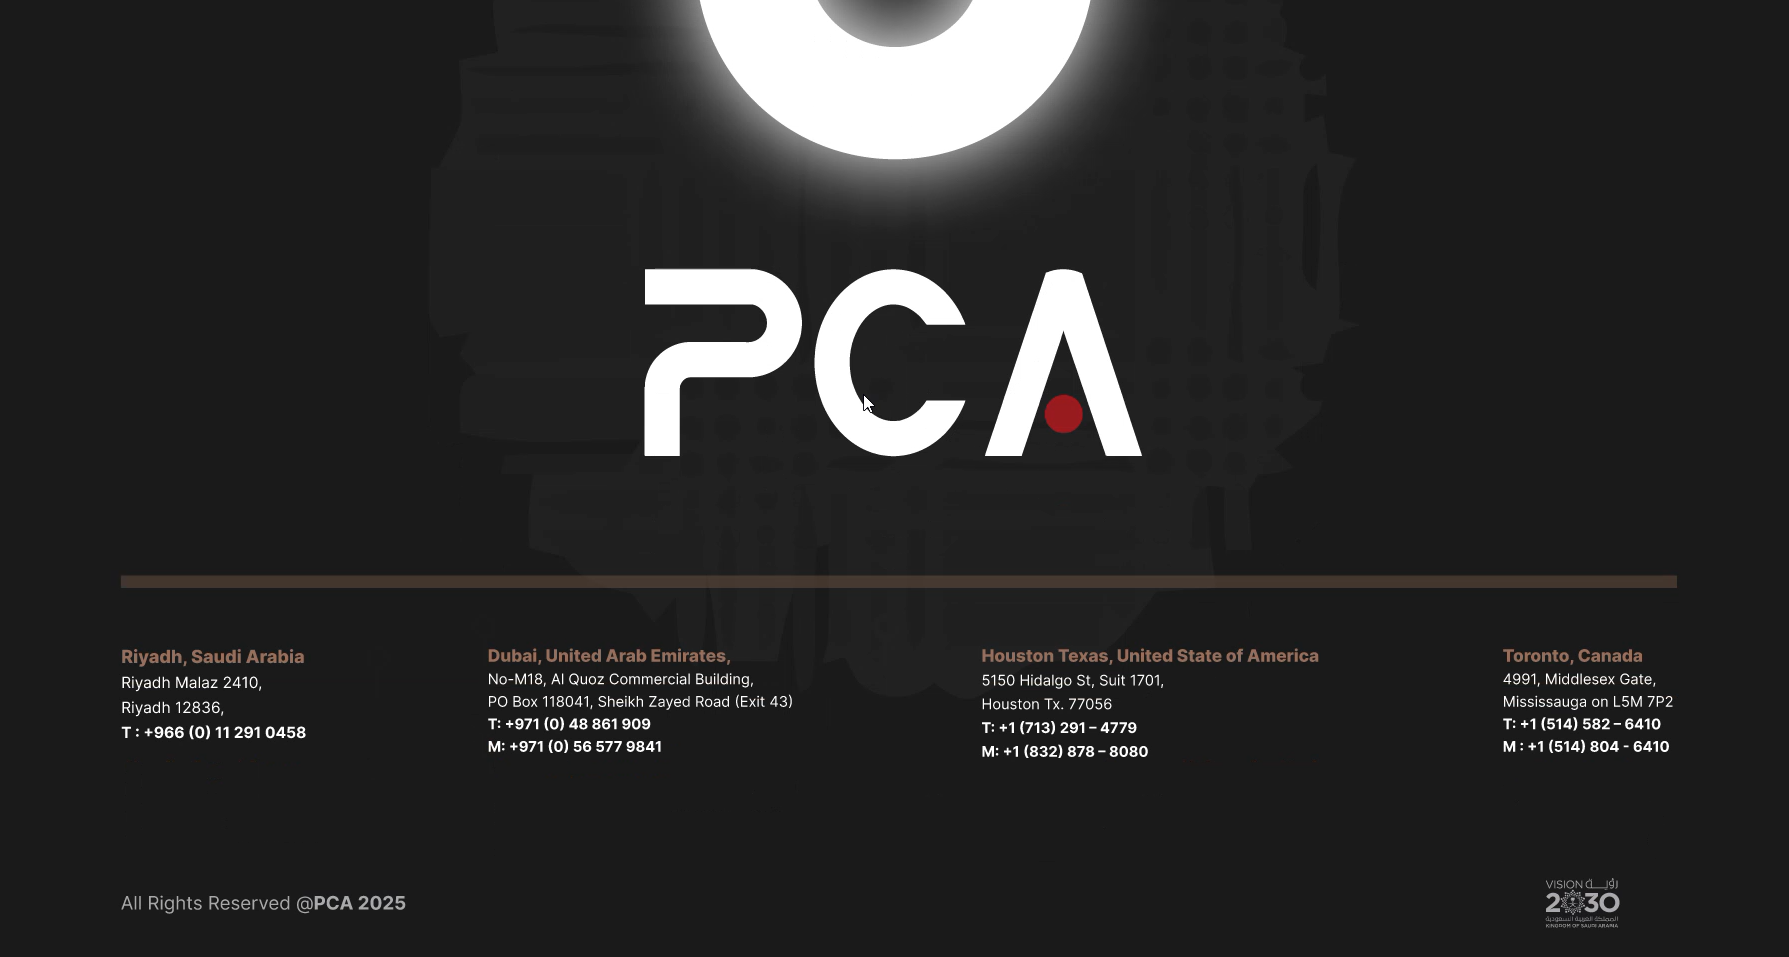 PCA
Riyadh, Saudi Arabia
Riyadh Malaz 2410,
Riyadh 12836,
T : +966 (0) 11 291 0458
Dubai, United Arab Emirates,
No-M18, Al Quoz Commercial Building,
PO Box 118041, Sheikh Zayed Road (Exit 43)
T: +971 (0) 48 861 909
M: +971 (0) 56 577 9841
Houston Texas, United State of America
5150 Hidalgo St, Suit 1701,
Houston Tx. 77056
T: +1 (713) 291 – 4779
M: +1 (832) 878 – 8080
Toronto, Canada
4991, Middlesex Gate,
Mississauga on L5M 7P2
T: +1 (514) 582 – 6410
M : +1 (514) 804 - 6410
All Rights Reserved @PCA 2025
VISION رؤيــــة
2030
المملكة العربية السعودية
KINGDOM OF SAUDI ARABIA